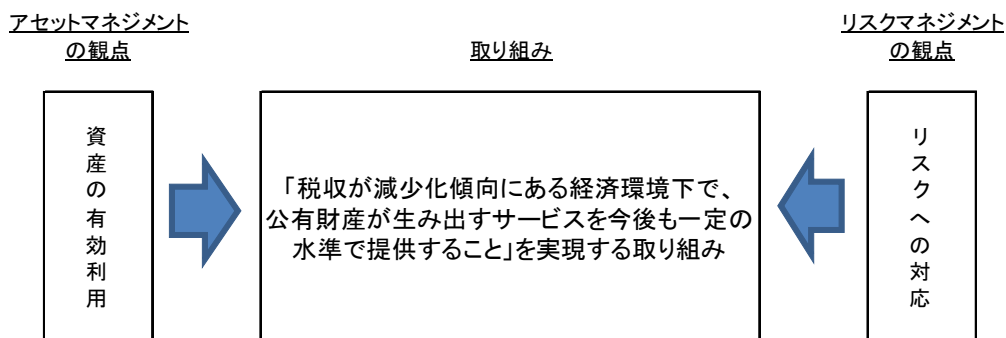 アセットマネジメント
の観点
取り組み
リスクマネジメント
の観点
資産の有効利用
「税収が減少化傾向にある経済環境下で、
公有財産が生み出すサービスを今後も一定の
水準で提供すること」を実現する取り組み
リスクへの対応